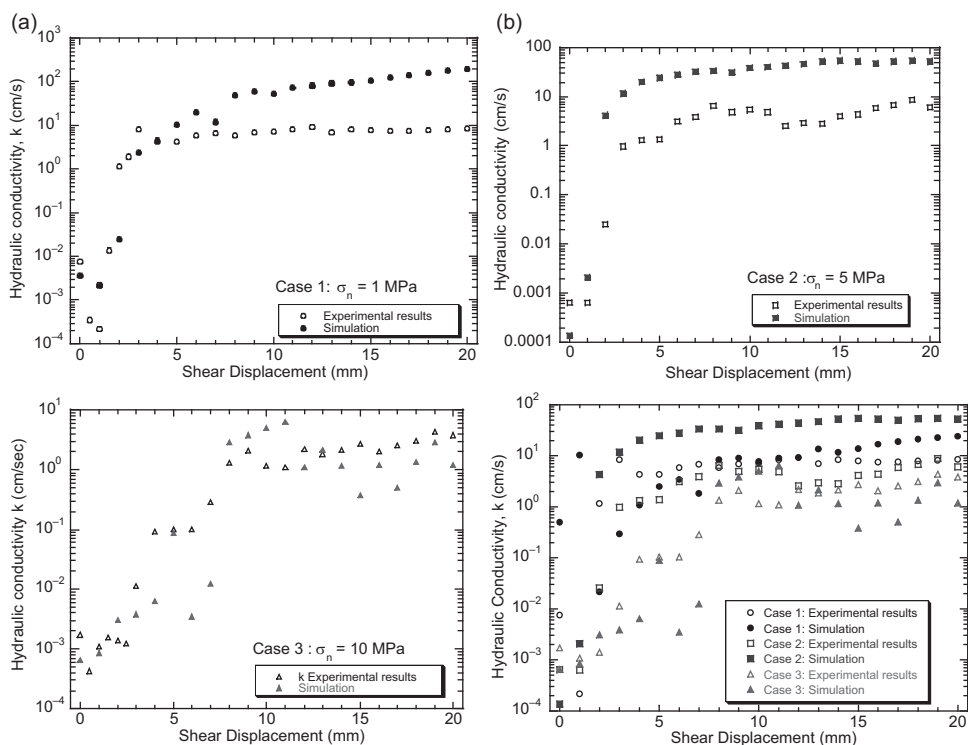 (a)
Hydraulic conductivity, k (cm/s)
10^3
10^2
10^1
10^0
10^−1
10^−2
10^−3
10^−4
Case 1: σn = 1 MPa
Experimental results
Simulation
0 5 10 15 20
Shear Displacement (mm)
(b)
Hydraulic conductivity (cm/s)
100
10
1
0.1
0.01
0.001
0.0001
Case 2 :σn = 5 MPa
Experimental results
Simulation
0 5 10 15 20
Shear Displacement (mm)
Hydraulic conductivity k (cm/sec)
10^1
10^0
10^−1
10^−2
10^−3
10^−4
Case 3 : σn = 10 MPa
k Experimental results
Simulation
0 5 10 15 20
Shear Displacement (mm)
Hydraulic Conductivity, k (cm/s)
10^2
10^1
10^0
10^−1
10^−2
10^−3
10^−4
Case 1: Experimental results
Case 1: Simulation
Case 2: Experimental results
Case 2: Simulation
Case 3: Experimental results
Case 3: Simulation
0 5 10 15 20
Shear Displacement (mm)